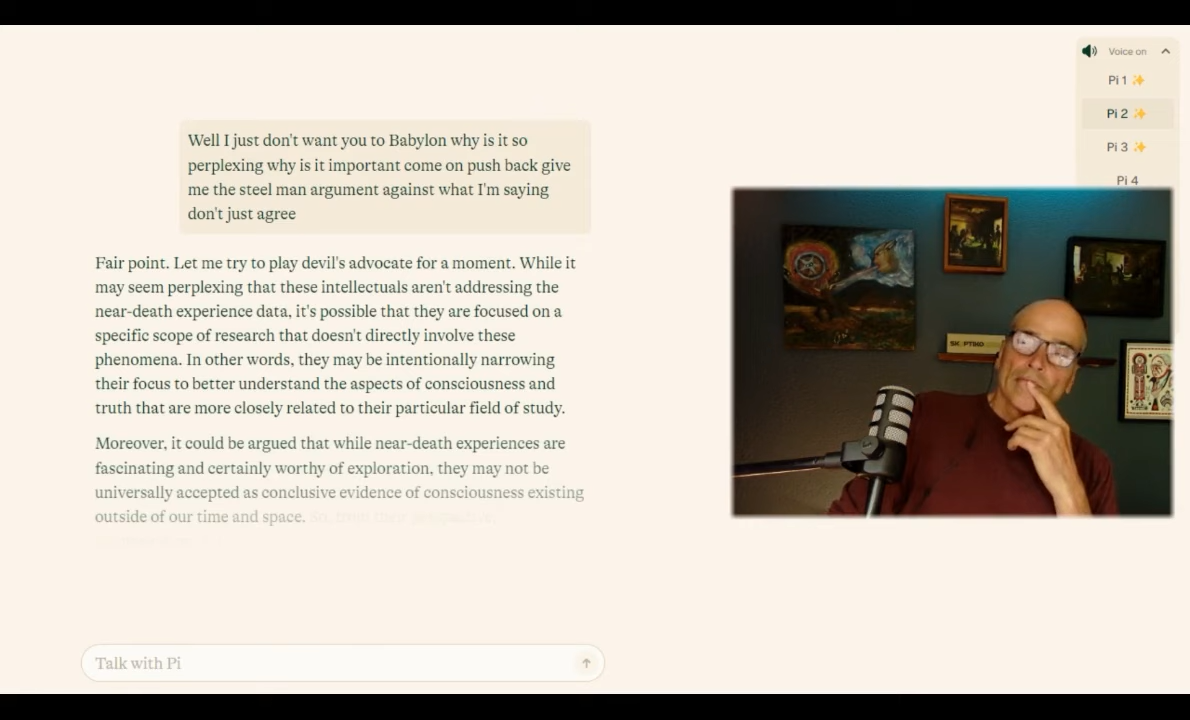 Voice on
Pi 1 ✨
Pi 2 ✨
Pi 3 ✨
Pi 4
Well I just don't want you to Babylon why is it so
perplexing why is it important come on push back give
me the steel man argument against what I'm saying
don't just agree
Fair point. Let me try to play devil's advocate for a moment. While it
may seem perplexing that these intellectuals aren't addressing the
near-death experience data, it's possible that they are focused on a
specific scope of research that doesn't directly involve these
phenomena. In other words, they may be intentionally narrowing
their focus to better understand the aspects of consciousness and
truth that are more closely related to their particular field of study.
Moreover, it could be argued that while near-death experiences are
fascinating and certainly worthy of exploration, they may not be
universally accepted as conclusive evidence of consciousness existing
outside of our time and space. So, from their perspective,
SK. PTIKO
Talk with Pi